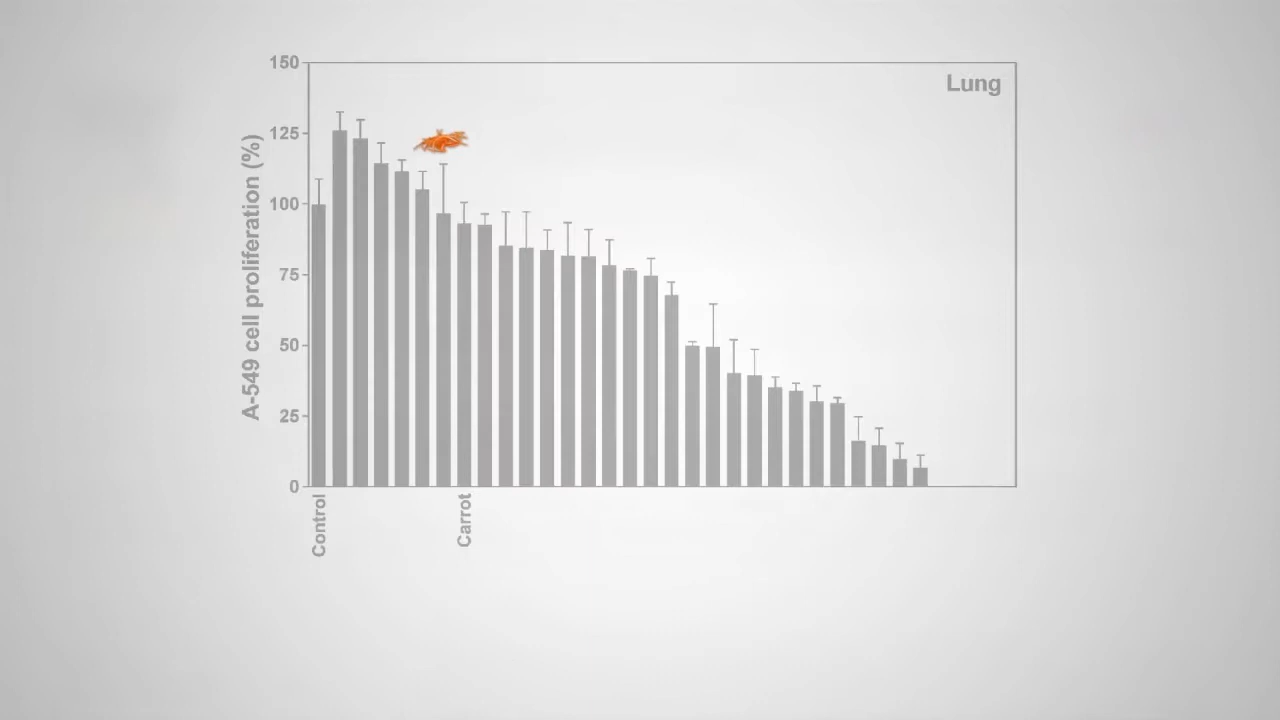 Lung
A-549 cell proliferation (%)
150
125
100
75
50
25
0
Control
Carrot